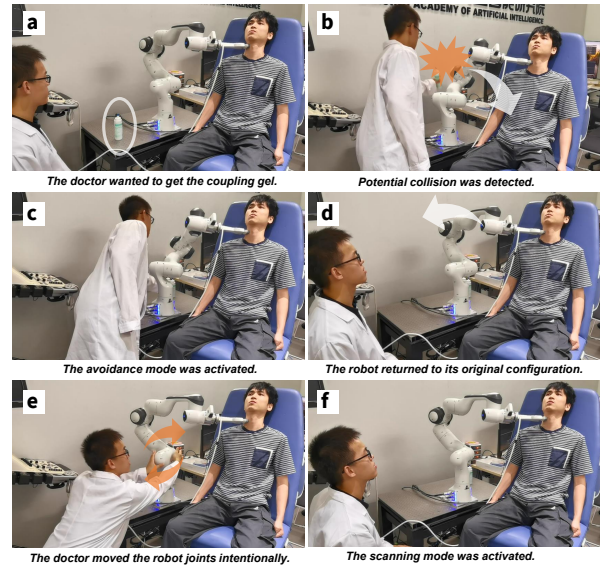 a
ACADEMY OF ARTIFICIAL INTELLIGENCE
b
The doctor wanted to get the coupling gel.
Potential collision was detected.
c
d
The avoidance mode was activated.
The robot returned to its original configuration.
e
f
The doctor moved the robot joints intentionally.
The scanning mode was activated.